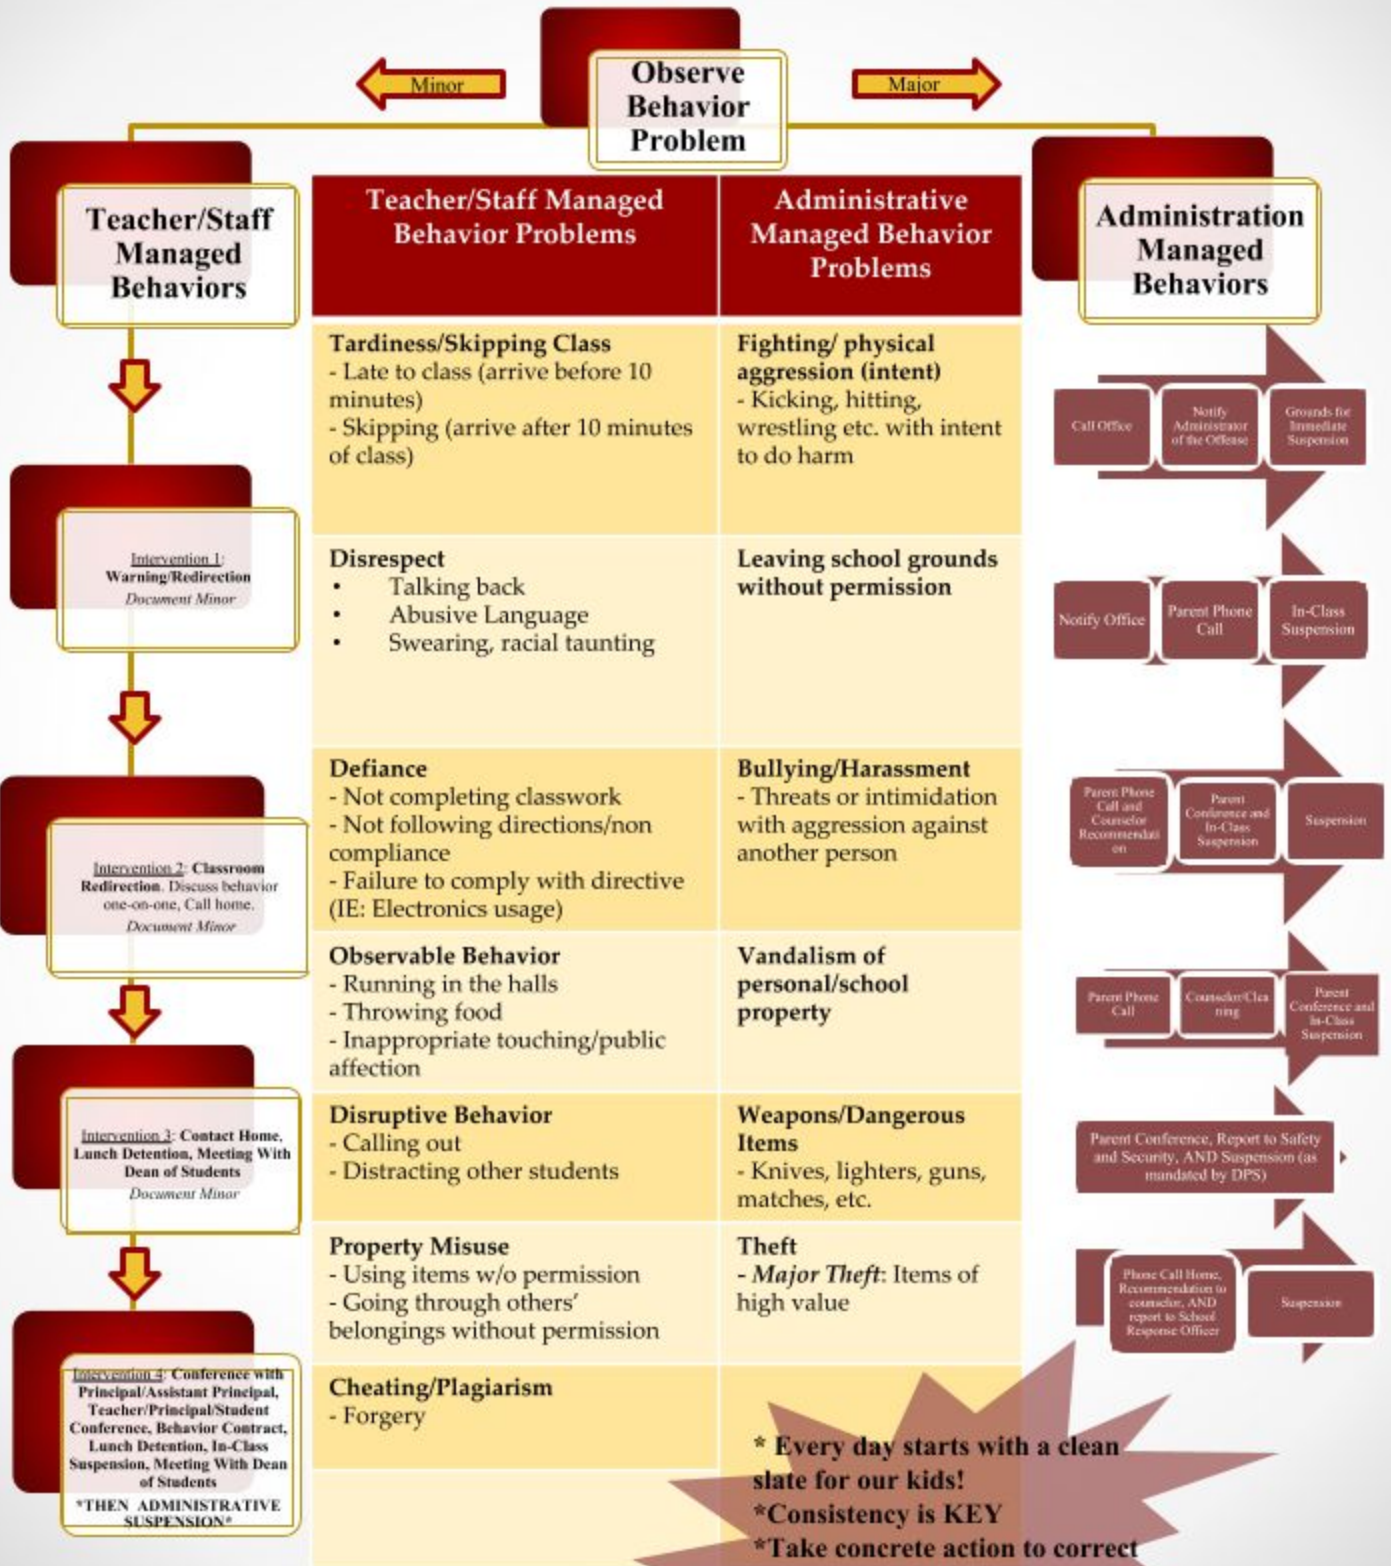 Observe
Behavior
Problem
Minor
Major
Teacher/Staff
Managed
Behaviors
Intervention 1:
Warning/Redirection
Document Minor
Intervention 2: Classroom
Redirection. Discuss behavior
one-on-one, Call home.
Document Minor
Intervention 3: Contact Home,
Lunch Detention, Meeting With
Dean of Students
Document Minor
Intervention 4: Conference with
Principal/Assistant Principal,
Teacher/Principal/Student
Conference, Behavior Contract,
Lunch Detention, In-Class
Suspension, Meeting With Dean
of Students
*THEN ADMINISTRATIVE
SUSPENSION*
Teacher/Staff Managed
Behavior Problems
Administrative
Managed Behavior
Problems
Tardiness/Skipping Class
- Late to class (arrive before 10
minutes)
- Skipping (arrive after 10 minutes
of class)
Fighting/ physical
aggression (intent)
- Kicking, hitting,
wrestling etc. with intent
to do harm
Disrespect
• Talking back
• Abusive Language
• Swearing, racial taunting
Leaving school grounds
without permission
Defiance
- Not completing classwork
- Not following directions/non
compliance
- Failure to comply with directive
(IE: Electronics usage)
Bullying/Harassment
- Threats or intimidation
with aggression against
another person
Observable Behavior
- Running in the halls
- Throwing food
- Inappropriate touching/public
affection
Vandalism of
personal/school
property
Disruptive Behavior
- Calling out
- Distracting other students
Weapons/Dangerous
Items
- Knives, lighters, guns,
matches, etc.
Property Misuse
- Using items w/o permission
- Going through others'
belongings without permission
Theft
- Major Theft: Items of
high value
Cheating/Plagiarism
- Forgery
* Every day starts with a clean
slate for our kids!
*Consistency is KEY
*Take concrete action to correct
Administration
Managed
Behaviors
Call Office
Notify
Administrator
of the Offense
Grounds for
Immediate
Suspension
Notify Office
Parent Phone
Call
In-Class
Suspension
Parent Phone
Call and
Counselor
Recommendati
on
Parent
Conference and
In-Class
Suspension
Suspension
Parent Phone
Call
Counselor/Clea
ning
Parent
Conference and
In-Class
Suspension
Parent Conference, Report to Safety
and Security, AND Suspension (as
mandated by DPS)
Phone Call Home,
Recommendation to
counselor, AND
report to School
Response Officer
Suspension